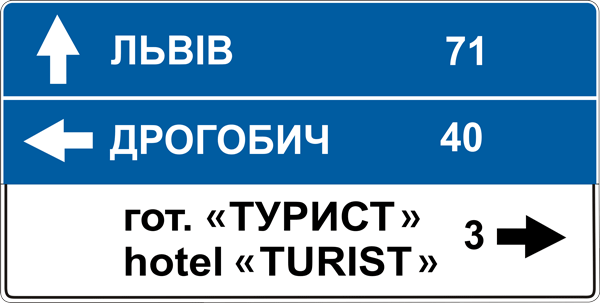 ЛЬВІВ 71
ДРОГОБИЧ 40
гот. «ТУРИСТ»
hotel «TURIST» 3